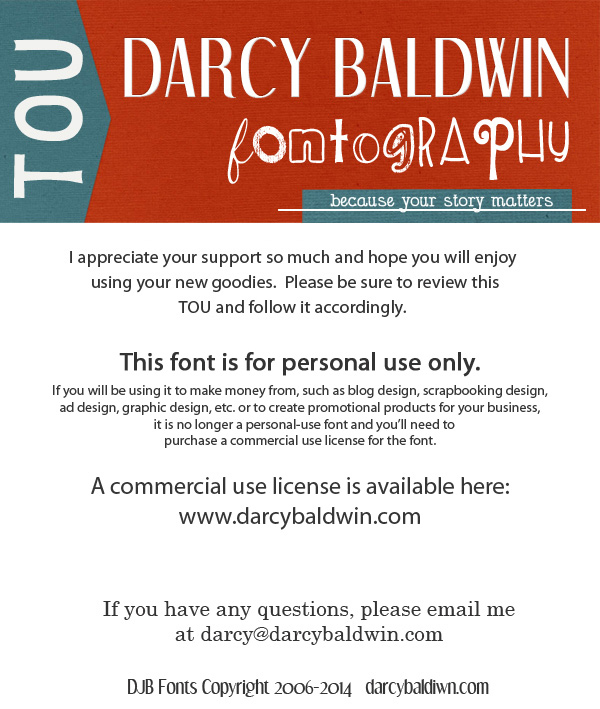 TOU
DARCY BALDWIN
fontOgRAPHy
because your story matters
I appreciate your support so much and hope you will enjoy
using your new goodies. Please be sure to review this
TOU and follow it accordingly.
This font is for personal use only.
If you will be using it to make money from, such as blog design, scrapbooking design,
ad design, graphic design, etc. or to create promotional products for your business,
it is no longer a personal-use font and you'll need to
purchase a commercial use license for the font.
A commercial use license is available here:
www.darcybaldwin.com
If you have any questions, please email me
at darcy@darcybaldwin.com
DJB Fonts Copyright 2006-2014 darcybaldiwn.com